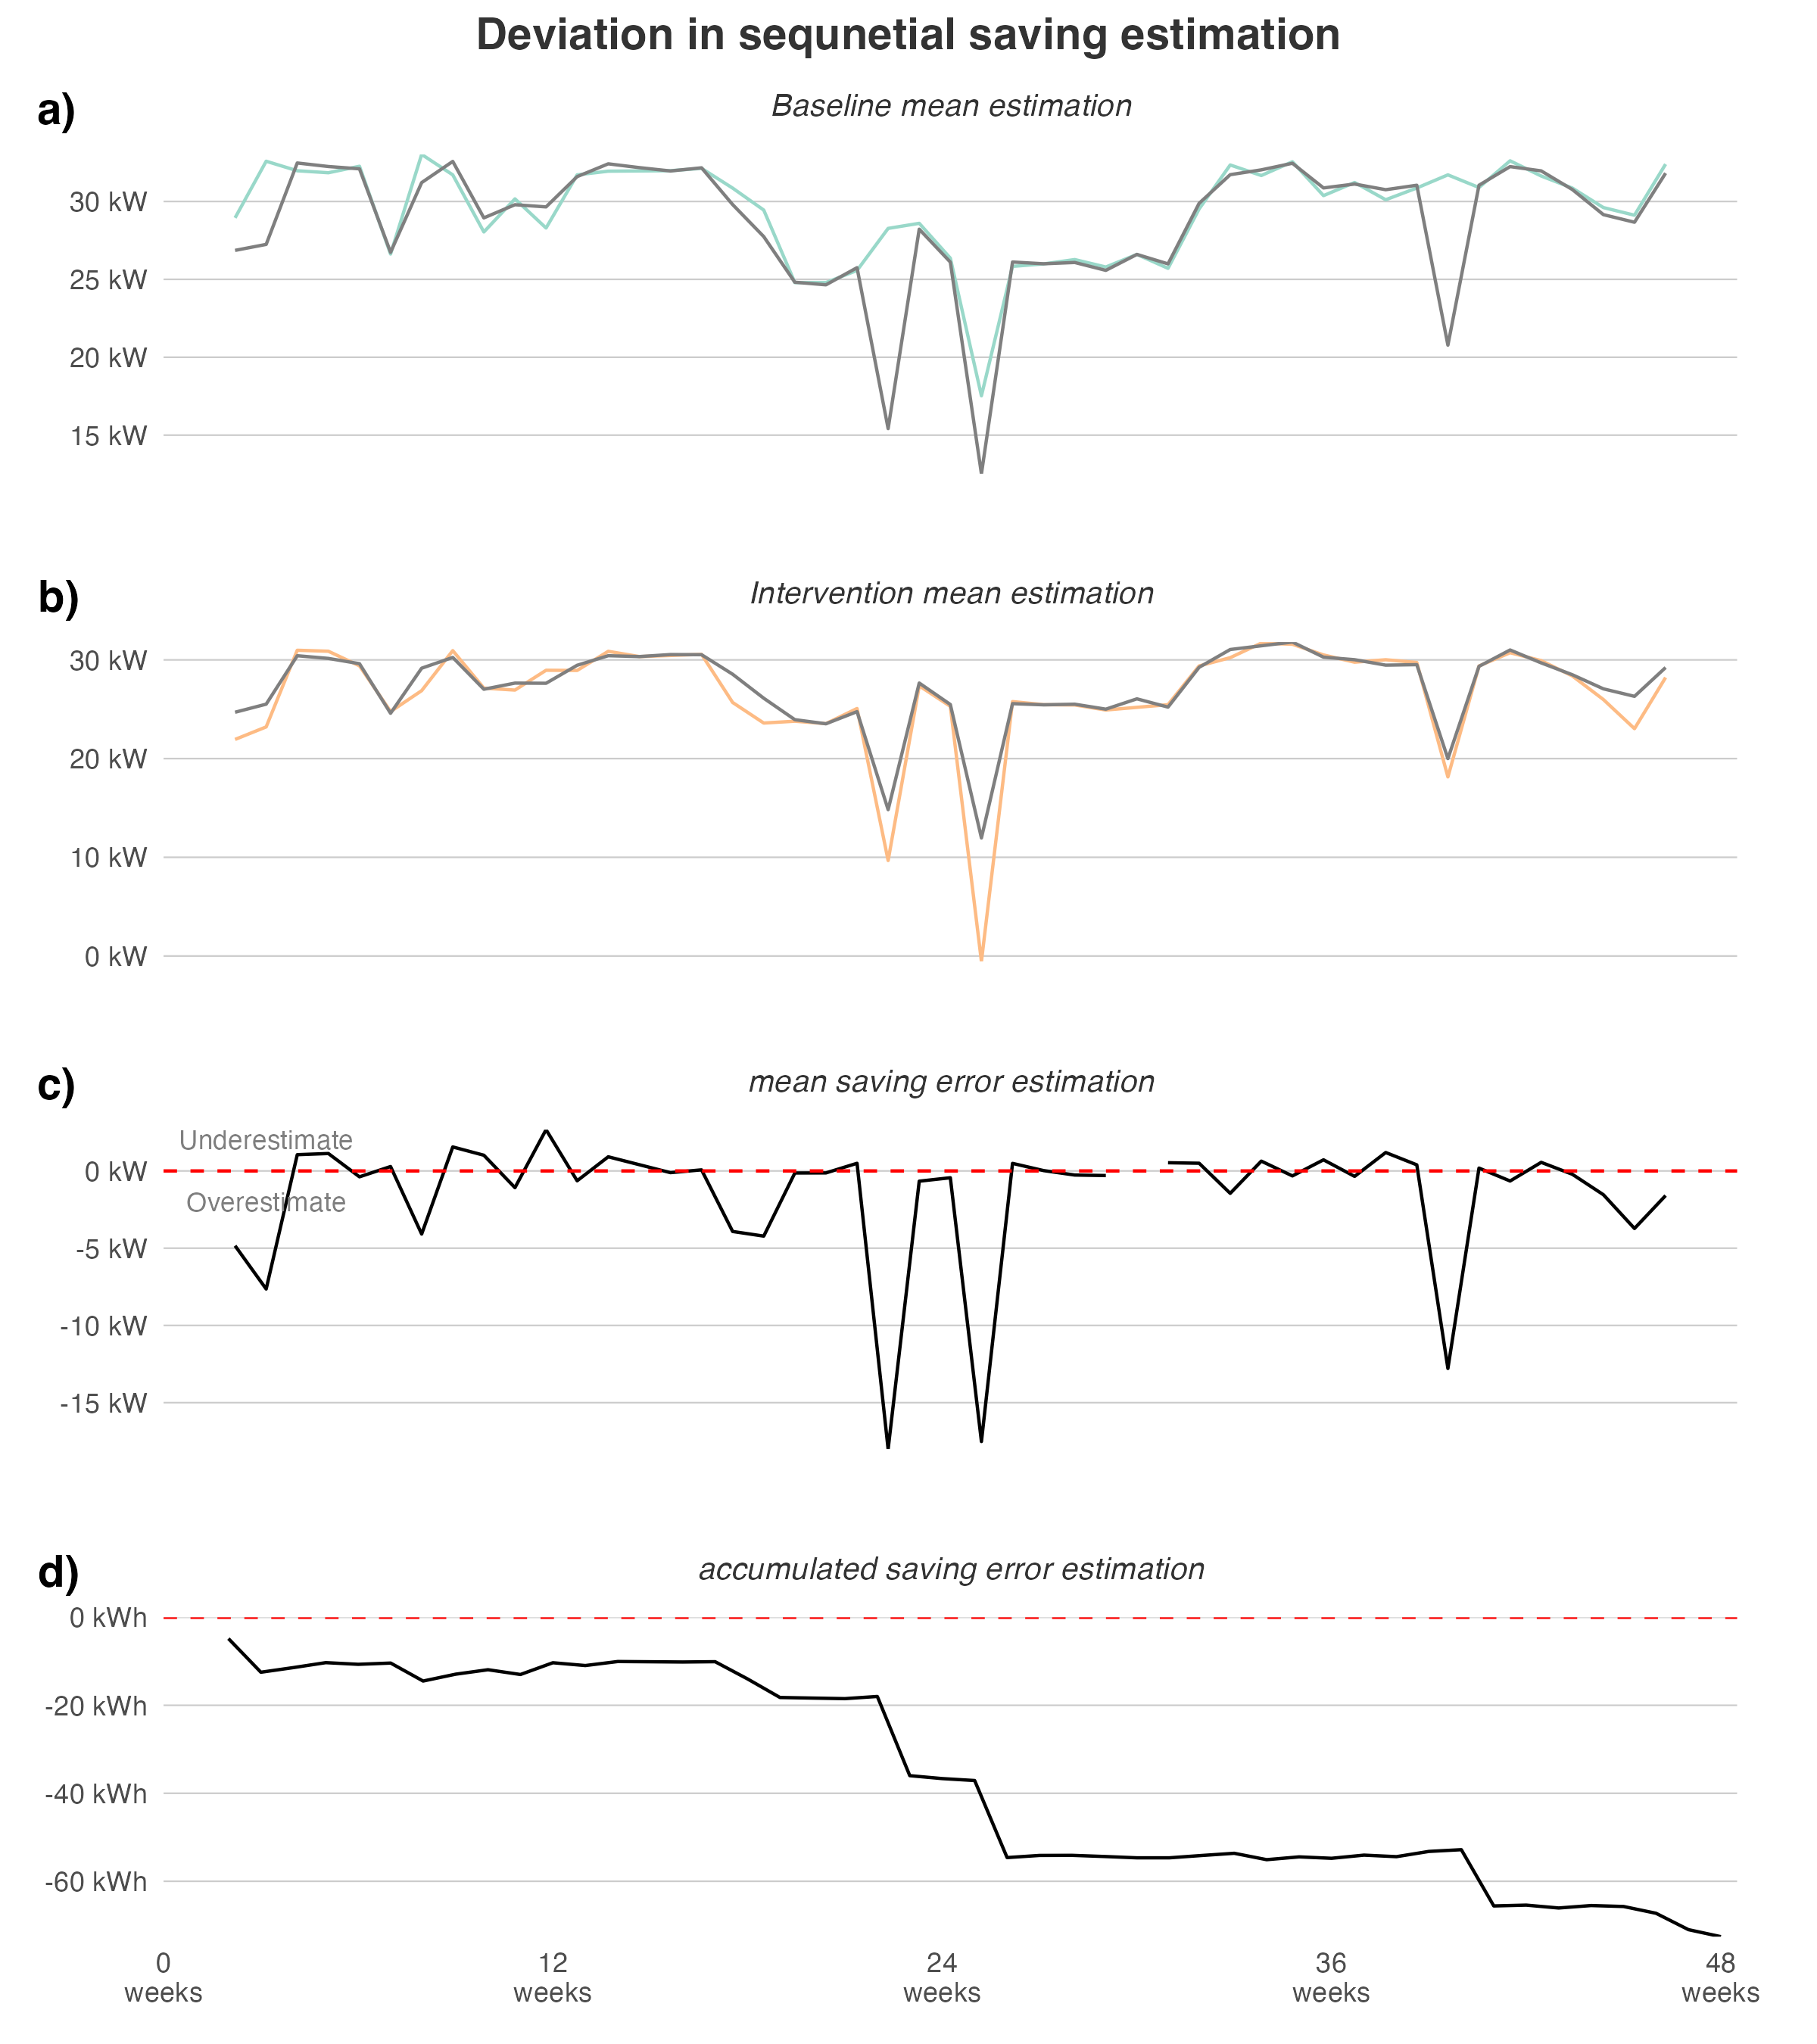 Deviation in sequnetial saving estimation
a)
Baseline mean estimation
30 kW
25 kW
20 kW
15 kW
b)
Intervention mean estimation
30 kW
20 kW
10 kW
0 kW
c)
mean saving error estimation
Underestimate
0 kW
Overestimate
-5 kW
-10 kW
-15 kW
d)
accumulated saving error estimation
0 kWh
-20 kWh
-40 kWh
-60 kWh
0 12 24 36 48
weeks weeks weeks weeks weeks